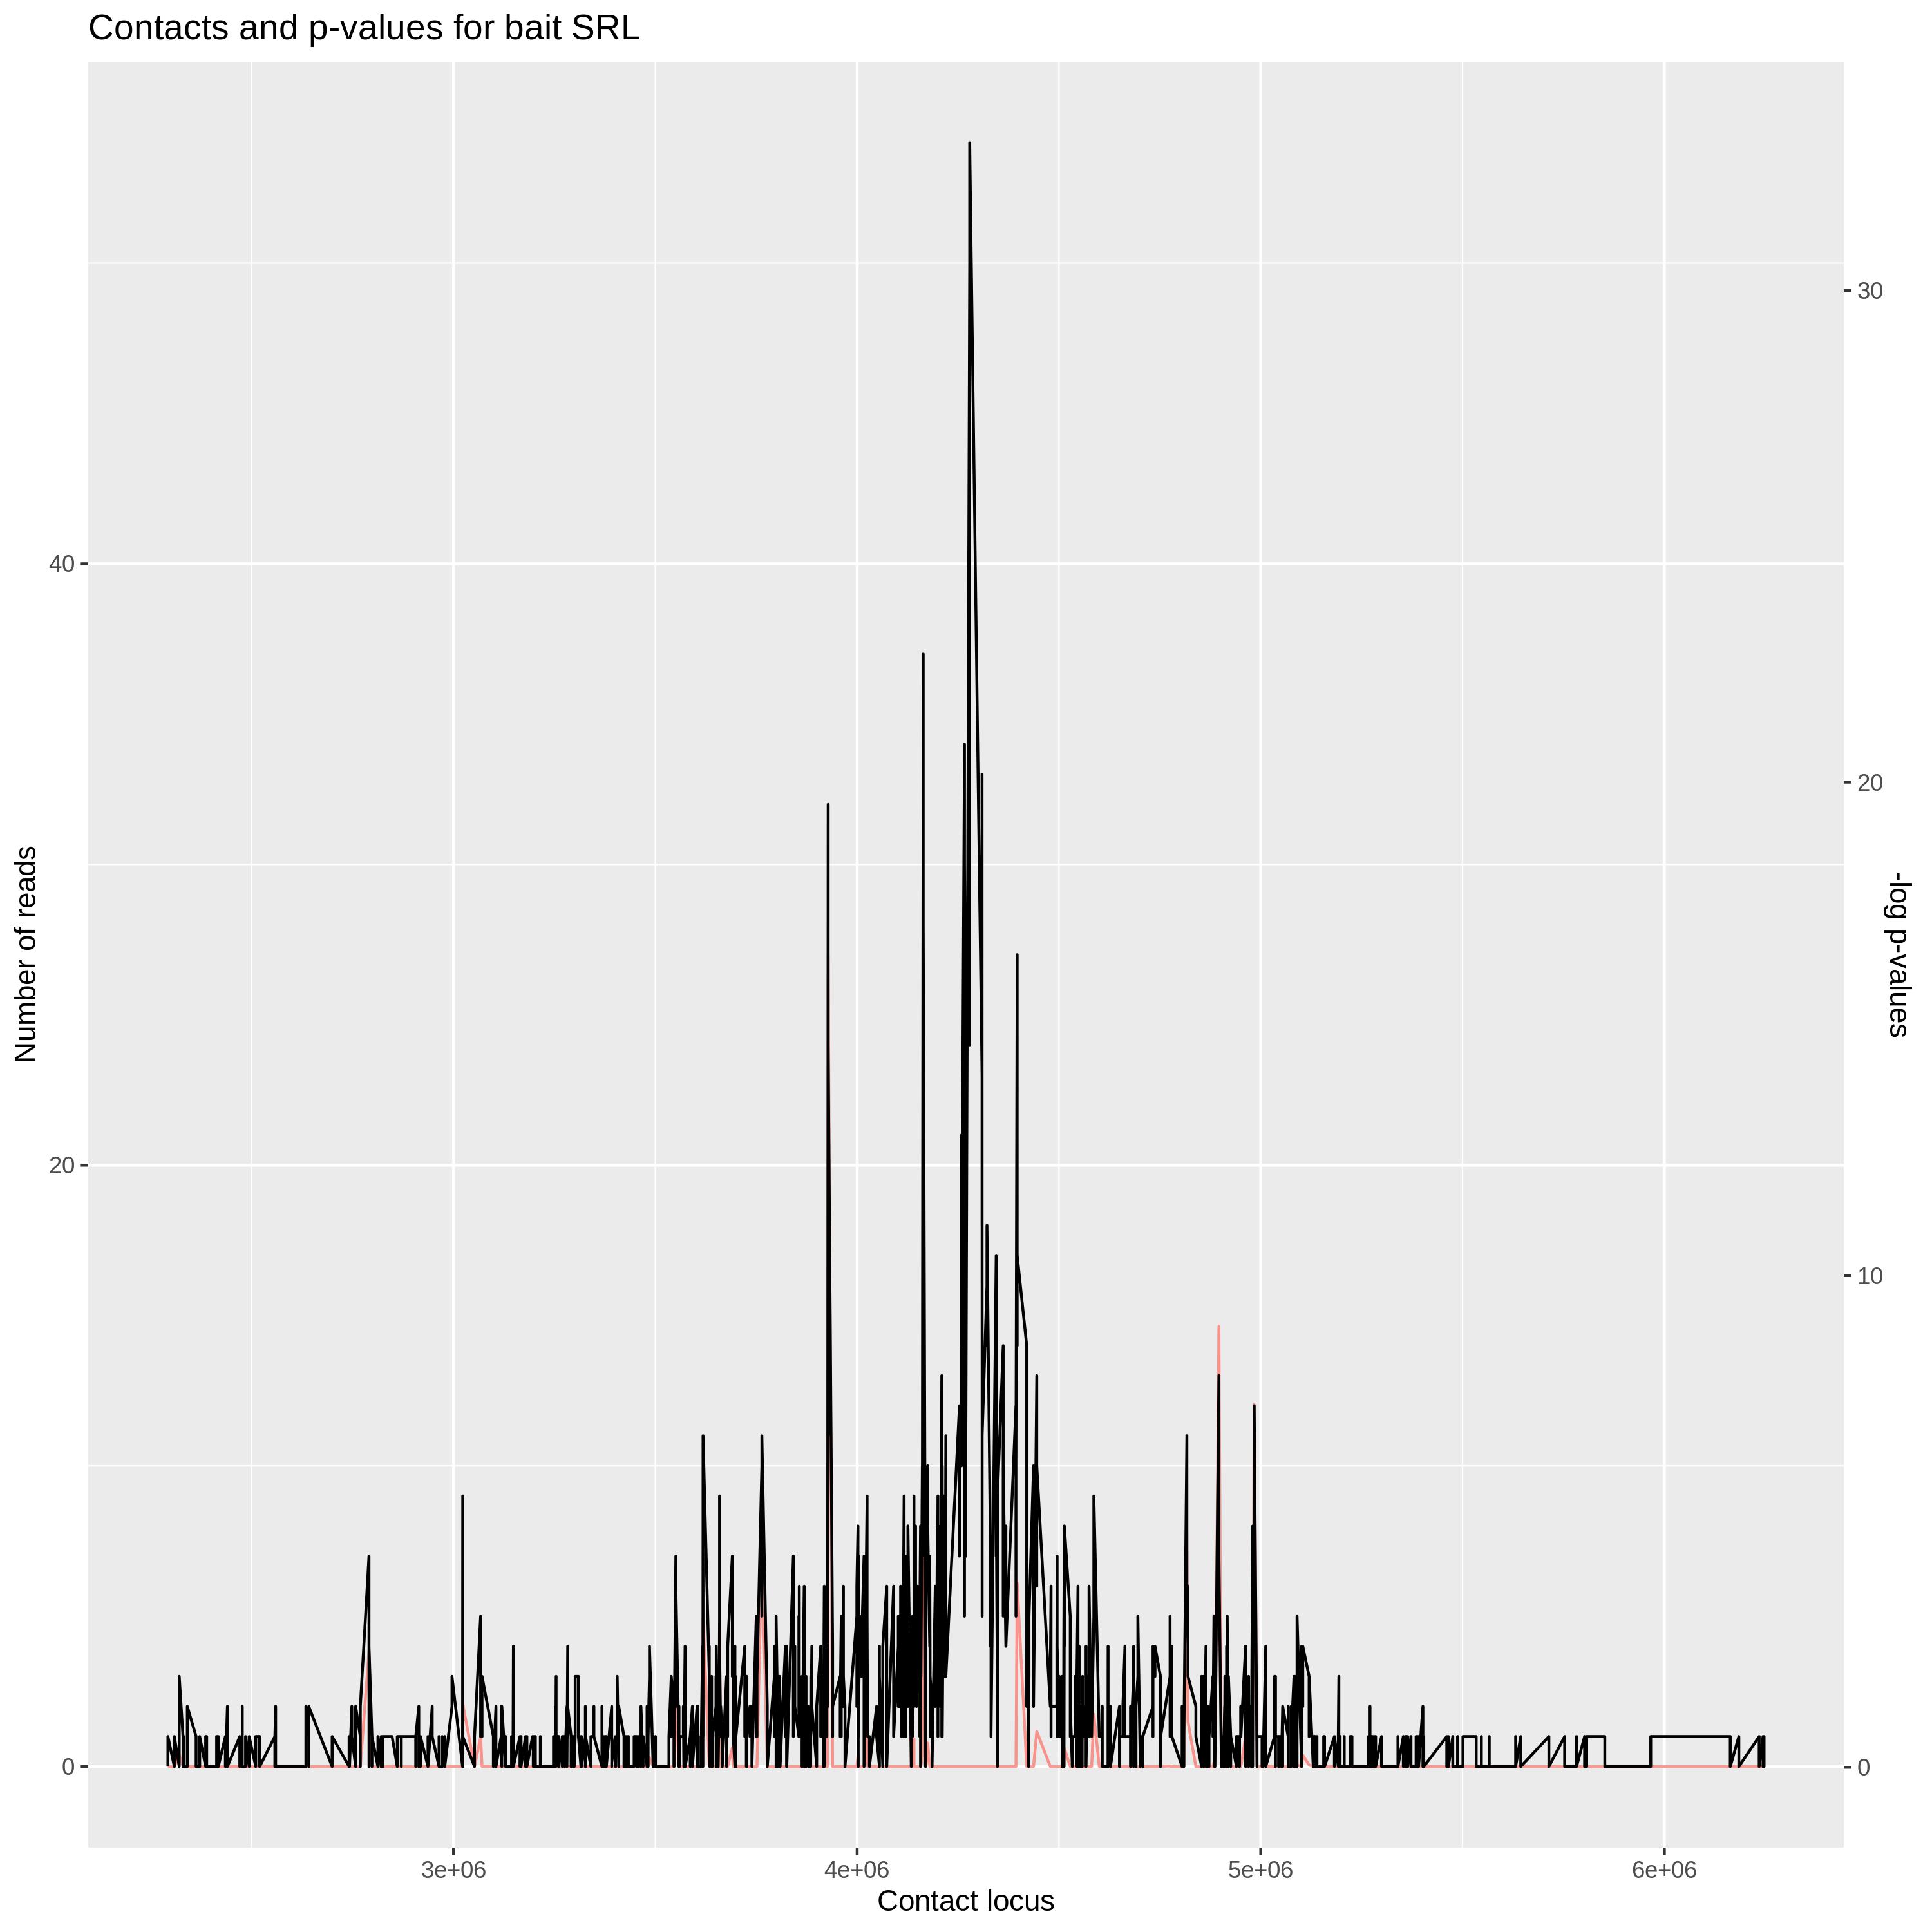 Contacts and p-values for bait SRL
Number of reads
40
20
0
30
20
10
0
-log p-values
3e+06 4e+06 5e+06 6e+06
Contact locus